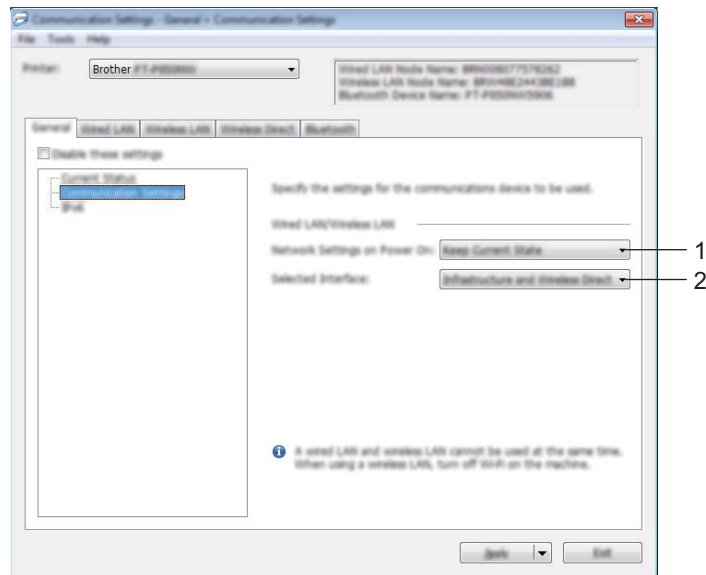 Communication Settings - General > Communication Settings
File Tools Help
Printer: Brother PT-P950NW
Wired LAN Node Name:
Wireless LAN Node Name:
Bluetooth Device Name:
General Wired LAN Wireless LAN Wireless Direct Bluetooth
Disable these settings
Current Status
Communication Settings
IPv6
Specify the settings for the communications device to be used.
Wired LAN/Wireless LAN
Network Settings on Power On: Keep Current State 1
Selected Interface: Infrastructure and Wireless Direct 2
A wired LAN and wireless LAN cannot be used at the same time.
When using a wireless LAN, turn off Wi-Fi on the machine.
Apply Exit